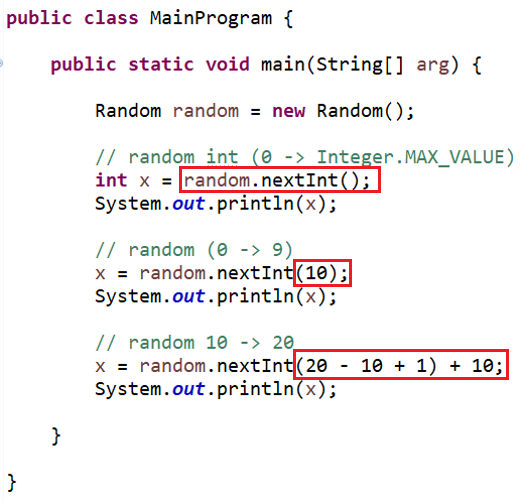 public class MainProgram {
public static void main(String[] arg) {
Random random = new Random();
// random int (0 -> Integer.MAX_VALUE)
int x = random.nextInt();
System.out.println(x);
// random (0 -> 9)
x = random.nextInt(10);
System.out.println(x);
// random 10 -> 20
x = random.nextInt(20 - 10 + 1) + 10;
System.out.println(x);
}
}